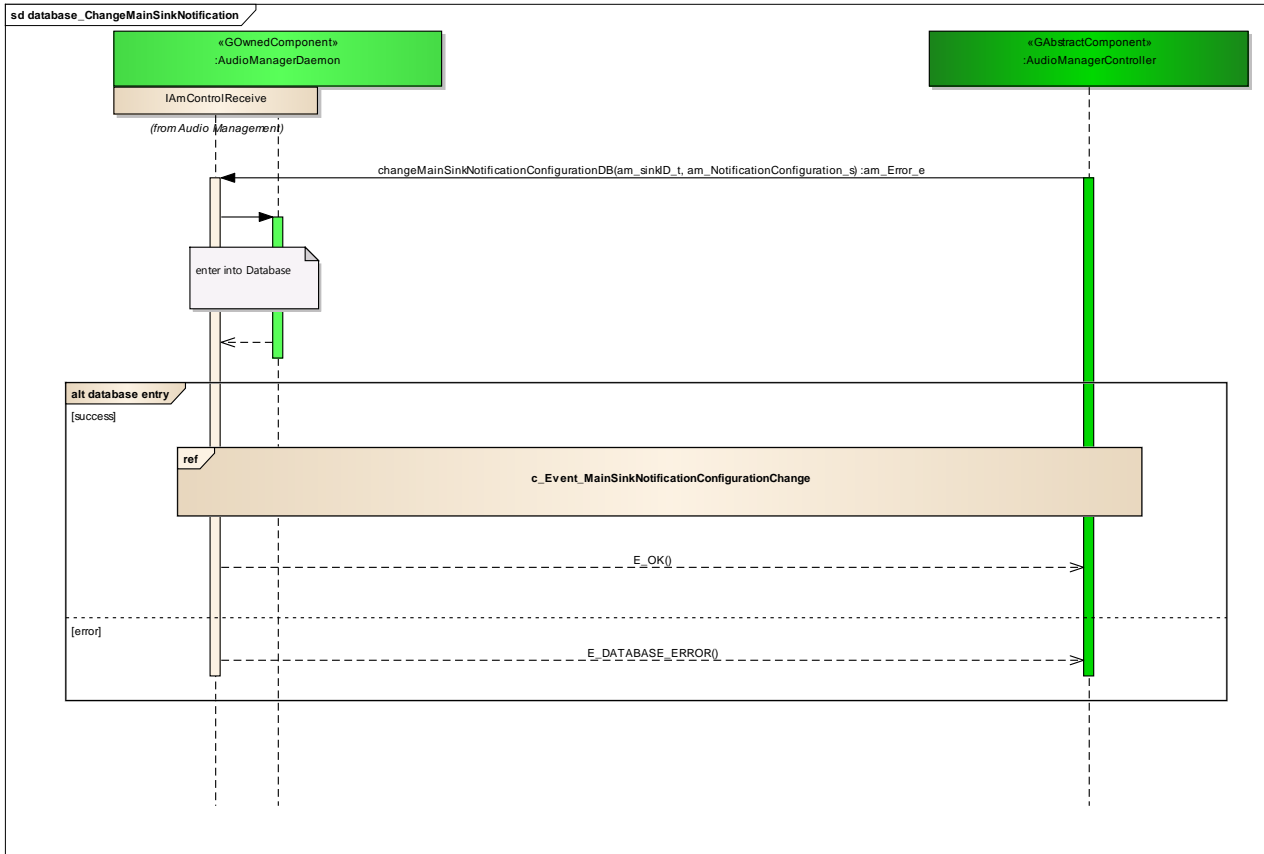 sd database_ChangeMainSinkNotification
«GOwnedComponent»
:AudioManagerDaemon
«GAbstractComponent»
:AudioManagerController
IAmControlReceive
(from Audio Management)
changeMainSinkNotificationConfigurationDB(am_sinkID_t, am_NotificationConfiguration_s) :am_Error_e
enter into Database
alt database entry
[success]
ref
c_Event_MainSinkNotificationConfigurationChange
E_OK()
[error]
E_DATABASE_ERROR()